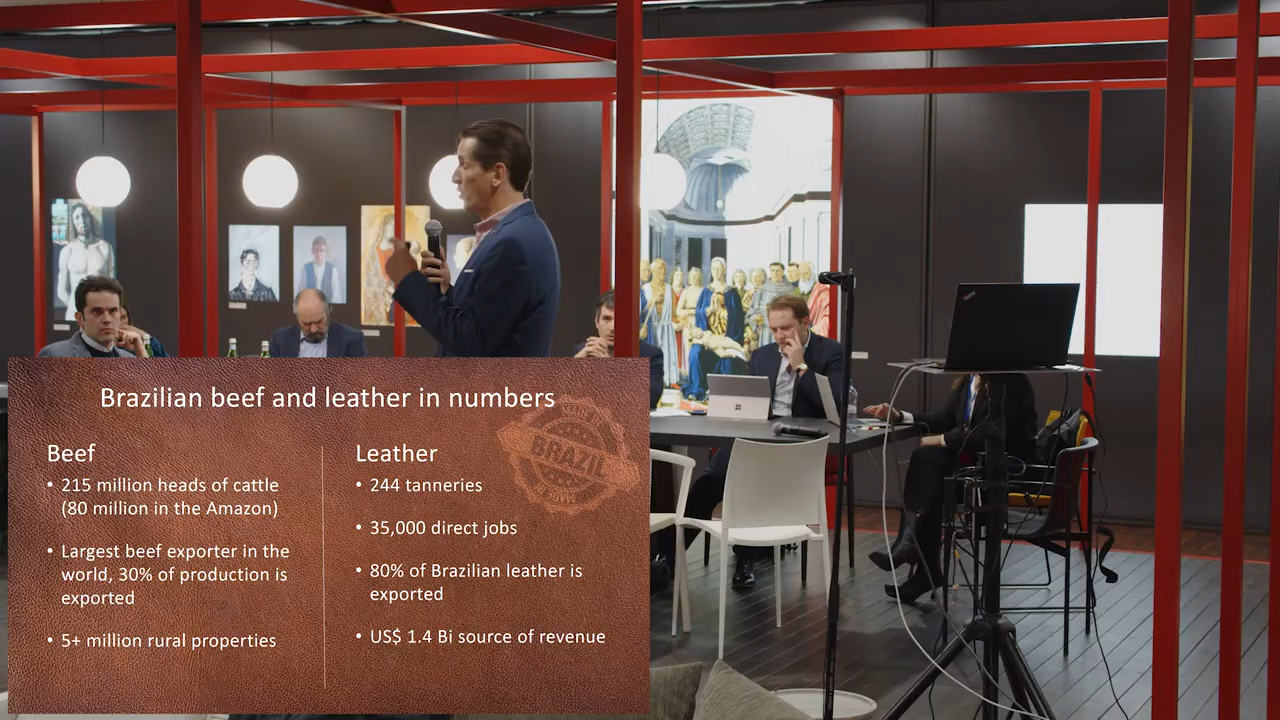 Brazilian beef and leather in numbers
Beef
• 215 million heads of cattle
(80 million in the Amazon)
• Largest beef exporter in the
world, 30% of production is
exported
• 5+ million rural properties
Leather
• 244 tanneries
• 35,000 direct jobs
• 80% of Brazilian leather is
exported
• US$ 1.4 Bi source of revenue
BRAZIL